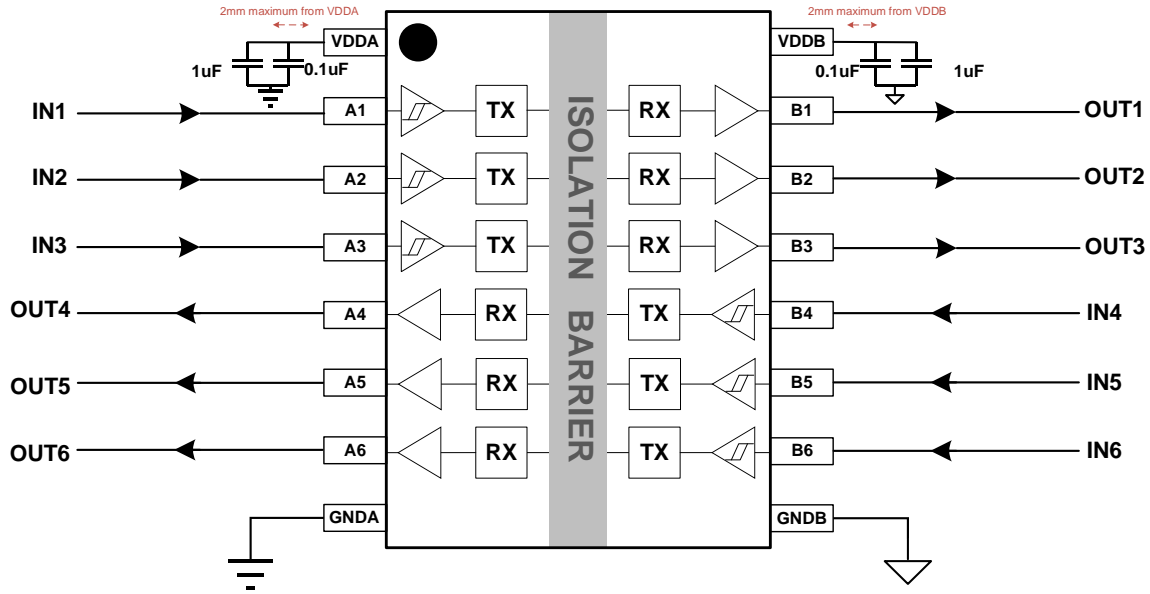 2mm maximum from VDDA
2mm maximum from VDDB
VDDA
VDDB
1uF
0.1uF
0.1uF
1uF
IN1
A1
TX
RX
B1
OUT1
IN2
A2
TX
RX
B2
OUT2
IN3
A3
TX
RX
B3
OUT3
OUT4
A4
RX
TX
B4
IN4
OUT5
A5
RX
TX
B5
IN5
OUT6
A6
RX
TX
B6
IN6
ISOLATION BARRIER
GNDA
GNDB